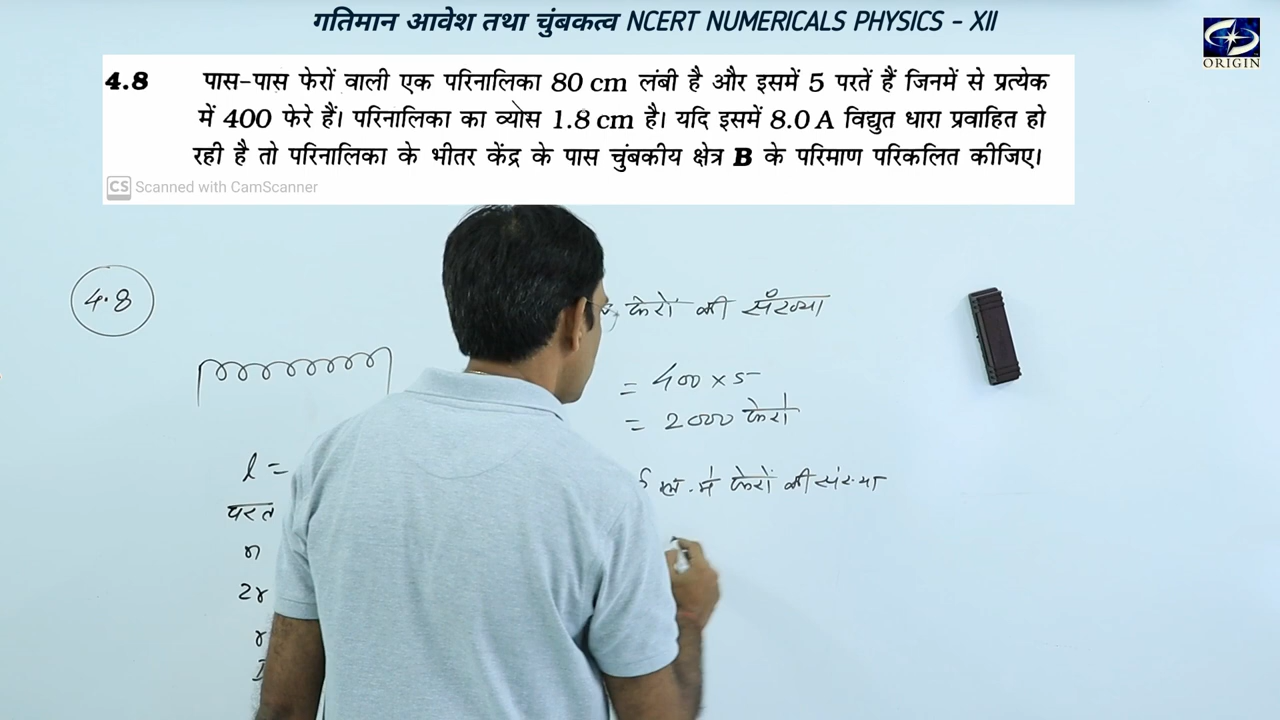 गतिमान आवेश तथा चुंबकत्व NCERT NUMERICALS PHYSICS - XII
ORIGIN
4.8 पास-पास फेरों वाली एक परिनालिका 80 cm लंबी है और इसमें 5 परतें हैं जिनमें से प्रत्येक
में 400 फेरे हैं। परिनालिका का व्यास 1.8 cm है। यदि इसमें 8.0 A विद्युत धारा प्रवाहित हो
रही है तो परिनालिका के भीतर केंद्र के पास चुंबकीय क्षेत्र B के परिमाण परिकलित कीजिए।
CS Scanned with CamScanner
4.8
फेरों की संख्या
= 400 × 5
= 2000 फेरों
में फेरों की संख्या
l =
परत
n
2r
r